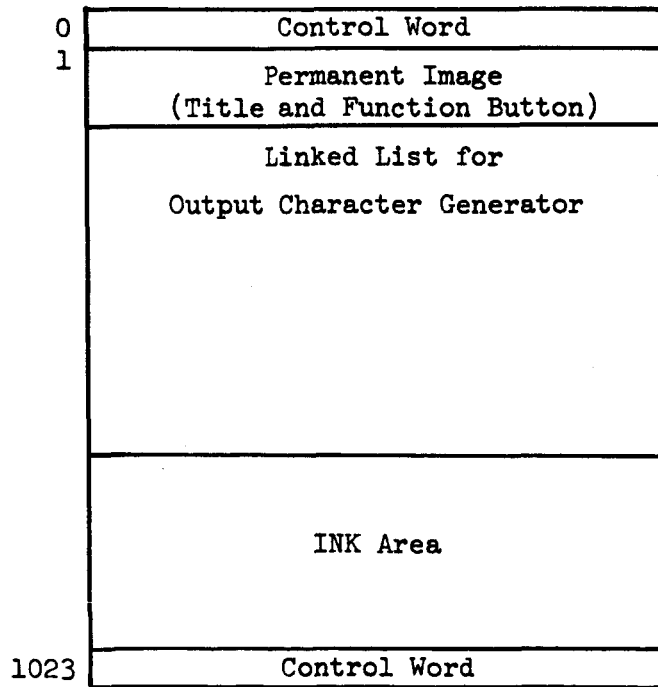 0 Control Word
1
Permanent Image
(Title and Function Button)
Linked List for
Output Character Generator
INK Area
1023 Control Word